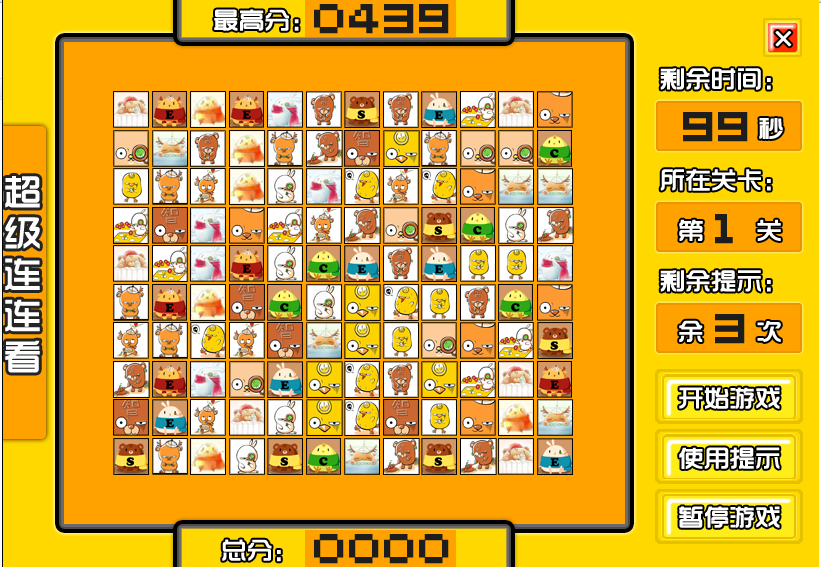 最高分: 0439
超级连连看
剩余时间:
99 秒
所在关卡:
第 1 关
剩余提示:
余 3 次
开始游戏
使用提示
暂停游戏
总分: 0000